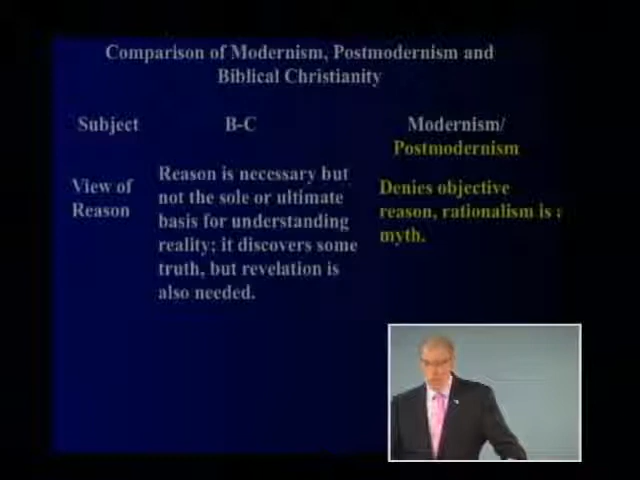 Comparison of Modernism, Postmodernism and
Biblical Christianity
Subject
B-C
Modernism/
Postmodernism
View of
Reason
Reason is necessary but
not the sole or ultimate
basis for understanding
reality; it discovers some
truth, but revelation is
also needed.
Denies objective
reason, rationalism is
myth.